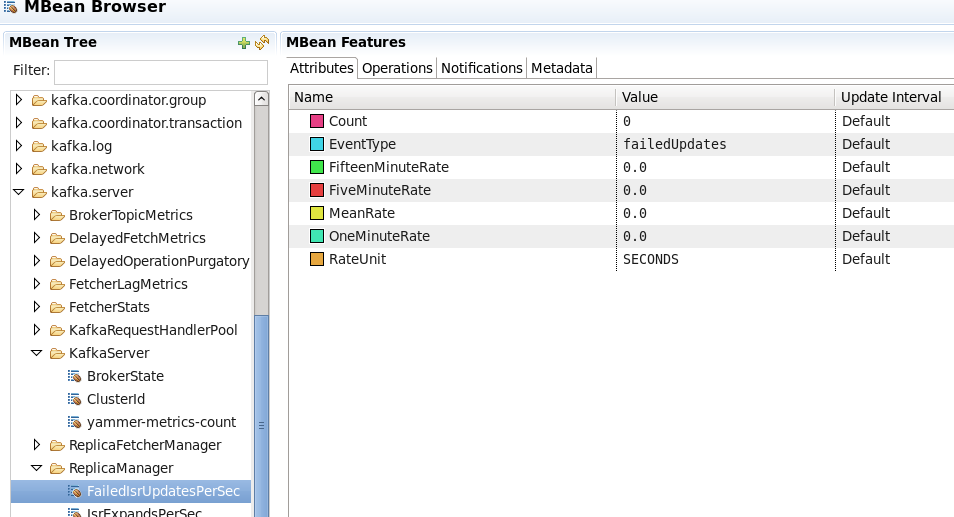 MBean Browser
MBean Tree
Filter:
kafka.coordinator.group
kafka.coordinator.transaction
kafka.log
kafka.network
kafka.server
BrokerTopicMetrics
DelayedFetchMetrics
DelayedOperationPurgatory
FetcherLagMetrics
FetcherStats
KafkaRequestHandlerPool
KafkaServer
BrokerState
ClusterId
yammer-metrics-count
ReplicaFetcherManager
ReplicaManager
FailedIsrUpdatesPerSec
IsrExpandsPerSec
MBean Features
Attributes Operations Notifications Metadata
Name Value Update Interval
Count 0 Default
EventType failedUpdates Default
FifteenMinuteRate 0.0 Default
FiveMinuteRate 0.0 Default
MeanRate 0.0 Default
OneMinuteRate 0.0 Default
RateUnit SECONDS Default